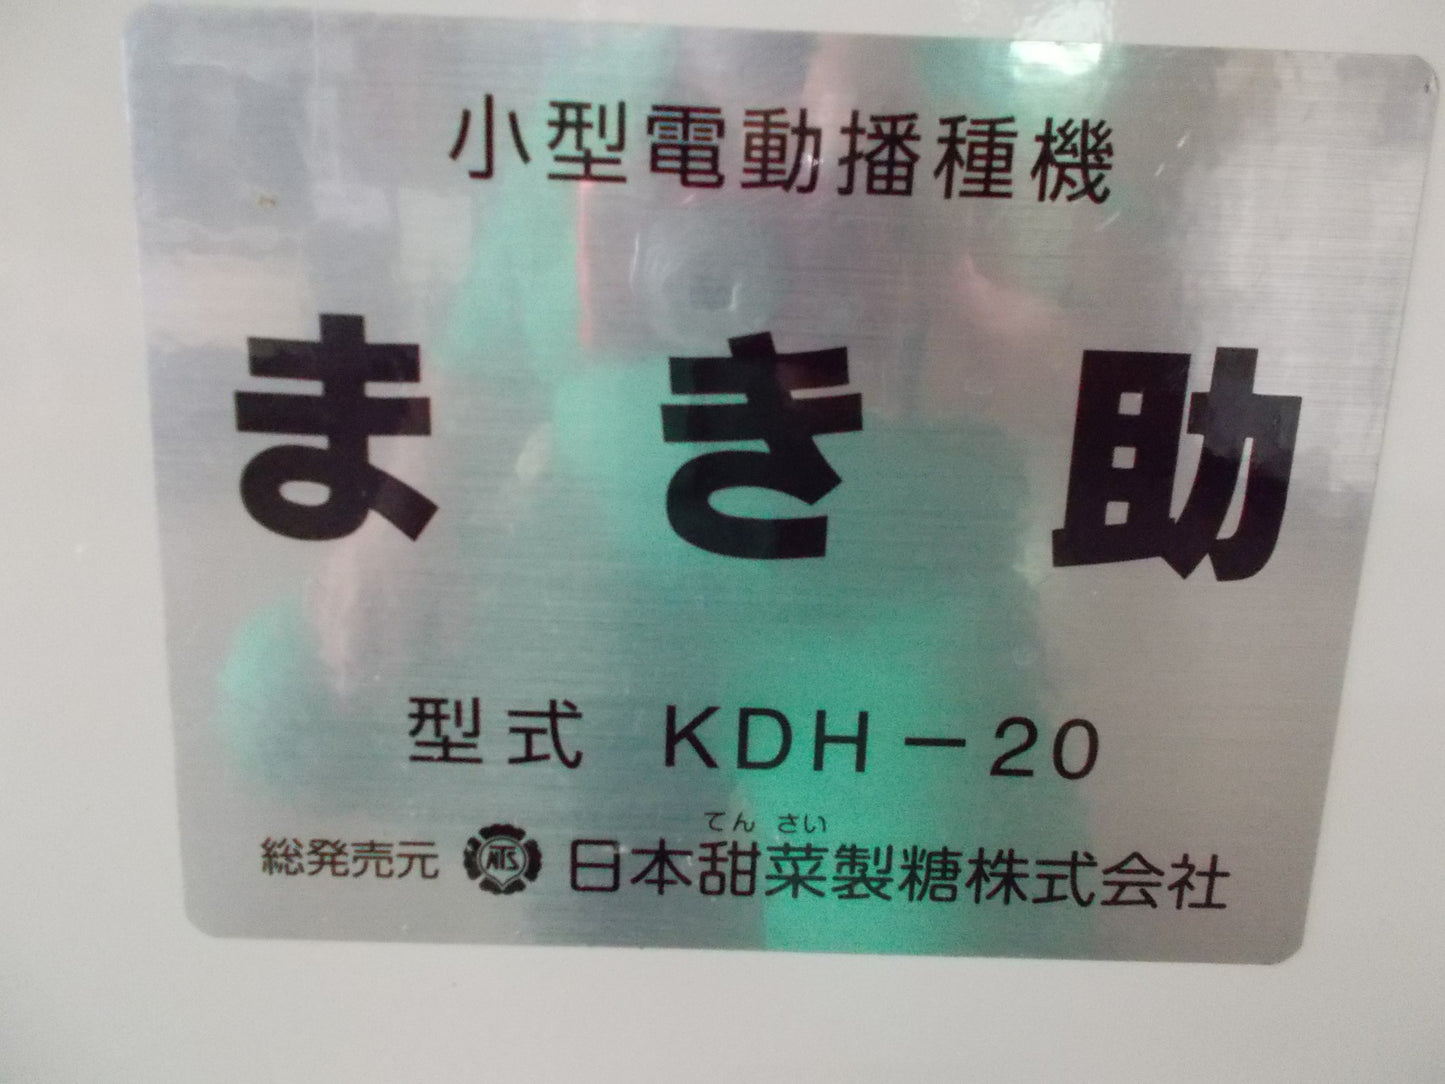 小型電動播種機
まき助
型式 KDH-20
てんさい
総発売元 NTS 日本甜菜製糖株式会社